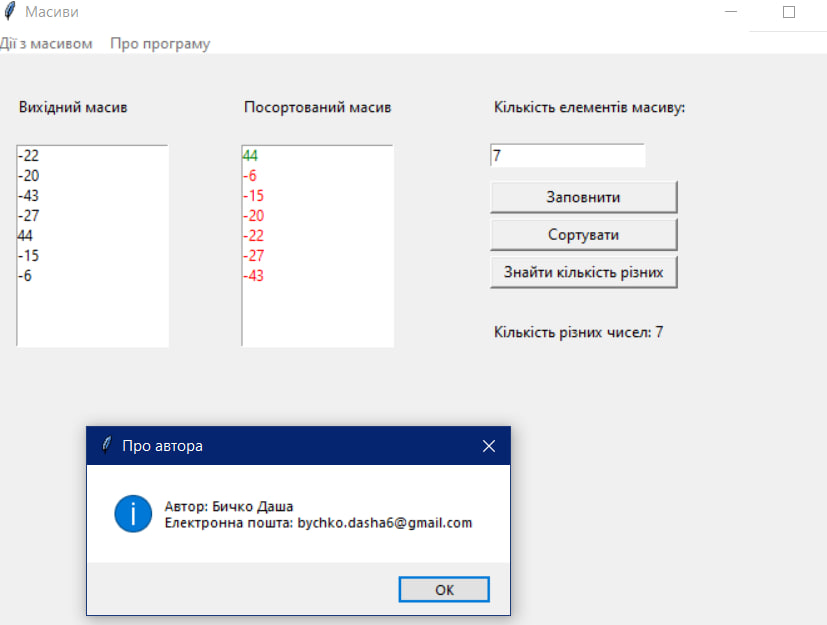 Масиви
Дії з масивом Про програму
Вихідний масив
-22
-20
-43
-27
44
-15
-6
Посортований масив
44
-6
-15
-20
-22
-27
-43
Кількість елементів масиву:
7
Заповнити
Сортувати
Знайти кількість різних
Кількість різних чисел: 7
Про автора
Автор: Бичко Даша
Електронна пошта: bychko.dasha6@gmail.com
OK